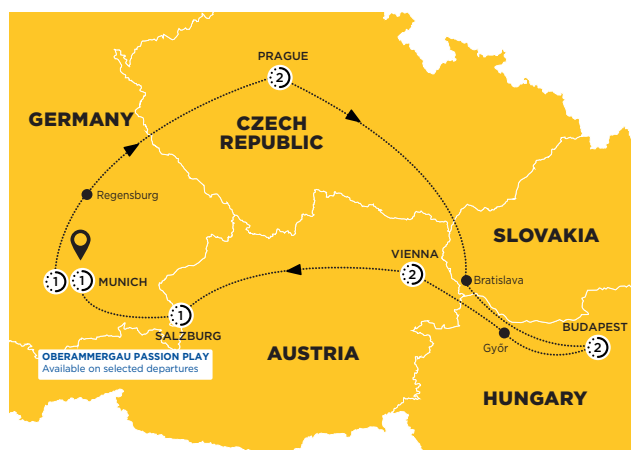 PRAGUE
2
GERMANY
CZECH
REPUBLIC
Regensburg
SLOVAKIA
VIENNA
1
1
MUNICH
2
Bratislava
1
SALZBURG
BUDAPEST
Győr
2
OBERAMMERGAU PASSION PLAY
Available on selected departures
AUSTRIA
HUNGARY